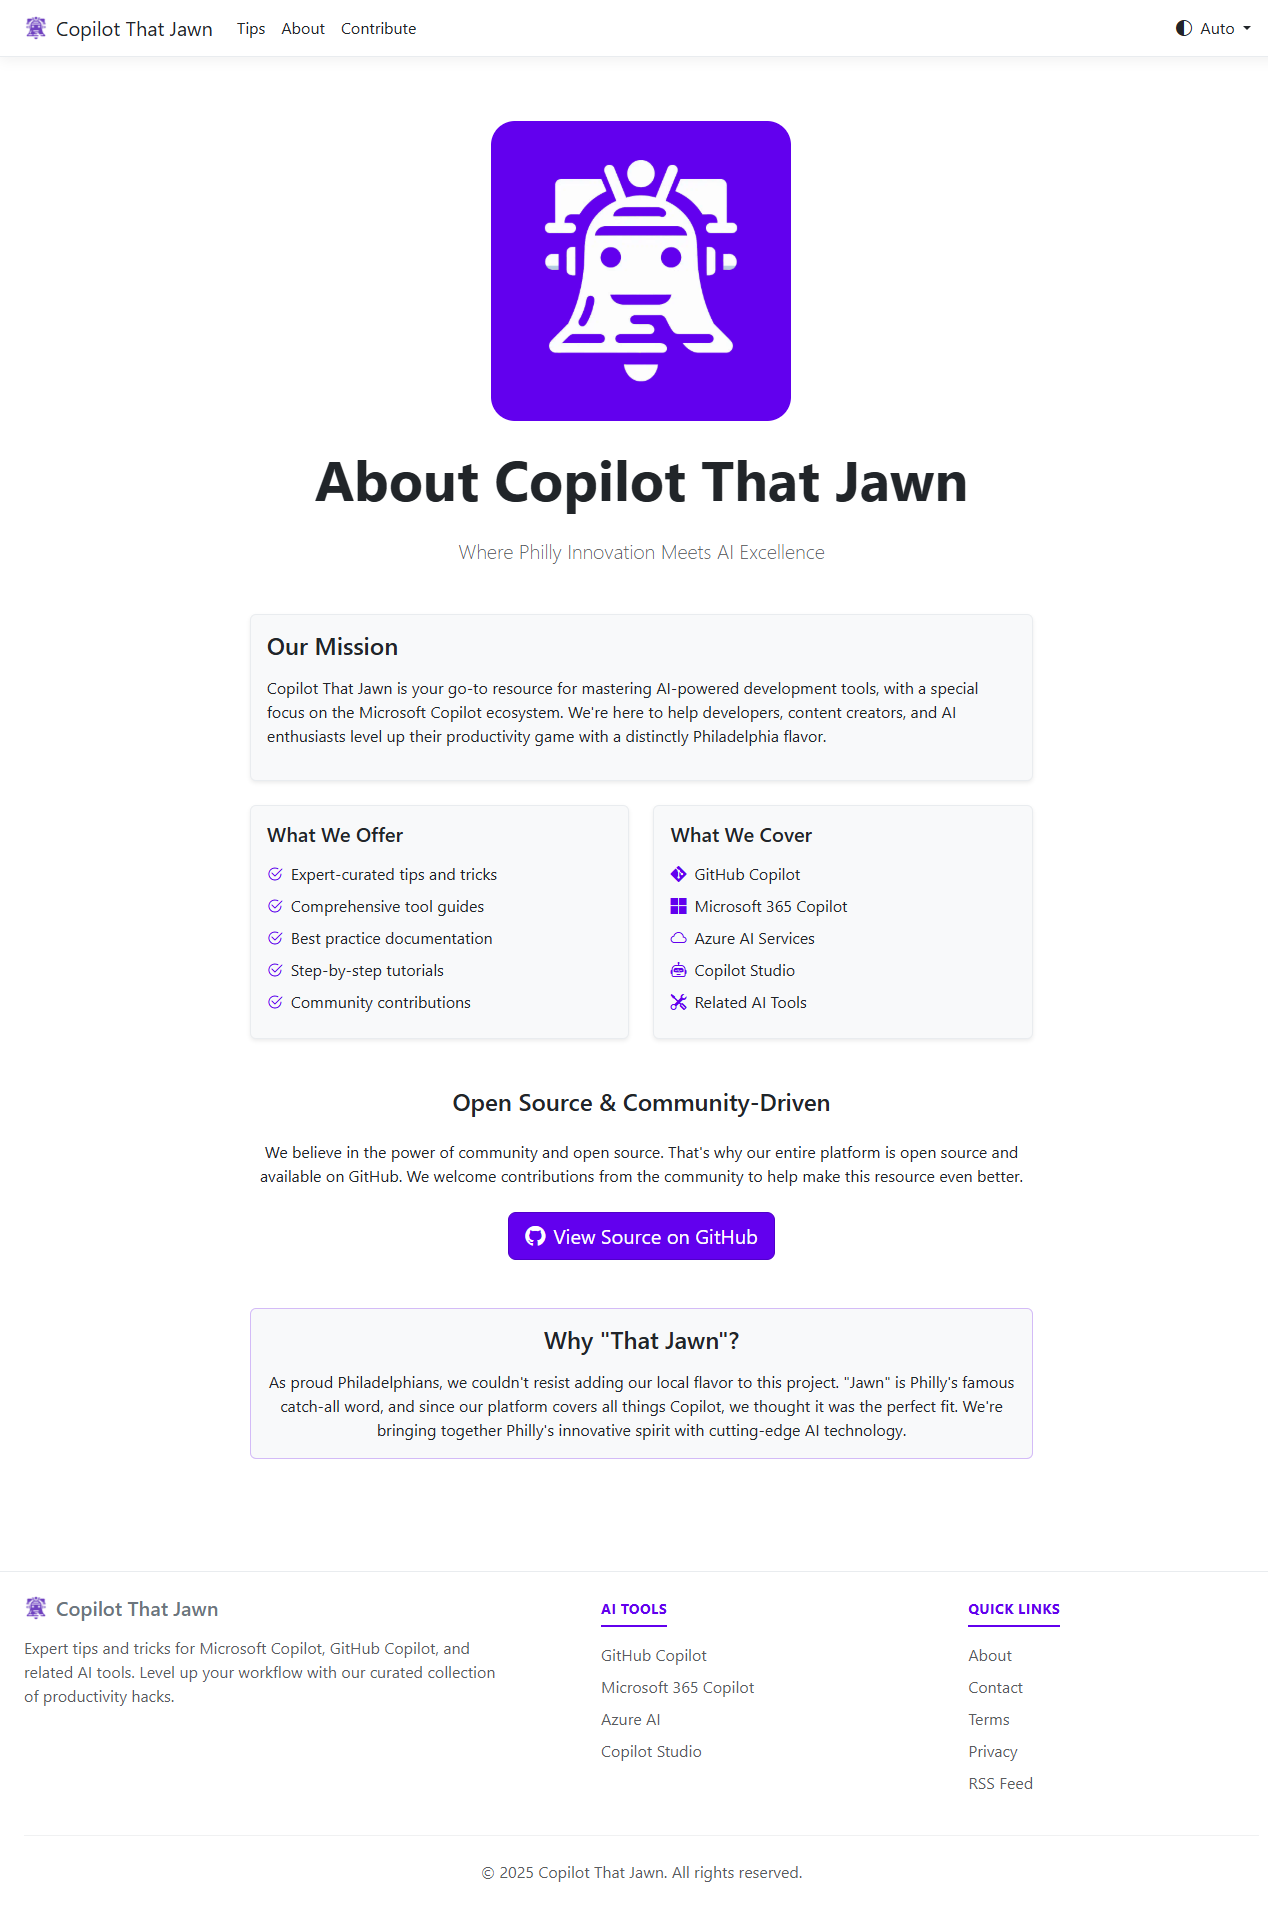 Copilot That Jawn
Tips
About
Contribute
Auto
About Copilot That Jawn
Where Philly Innovation Meets AI Excellence
Our Mission
Copilot That Jawn is your go-to resource for mastering AI-powered development tools, with a special
focus on the Microsoft Copilot ecosystem. We're here to help developers, content creators, and AI
enthusiasts level up their productivity game with a distinctly Philadelphia flavor.
What We Offer
Expert-curated tips and tricks
Comprehensive tool guides
Best practice documentation
Step-by-step tutorials
Community contributions
What We Cover
GitHub Copilot
Microsoft 365 Copilot
Azure AI Services
Copilot Studio
Related AI Tools
Open Source & Community-Driven
We believe in the power of community and open source. That's why our entire platform is open source and
available on GitHub. We welcome contributions from the community to help make this resource even better.
View Source on GitHub
Why "That Jawn"?
As proud Philadelphians, we couldn't resist adding our local flavor to this project. "Jawn" is Philly's famous
catch-all word, and since our platform covers all things Copilot, we thought it was the perfect fit. We're
bringing together Philly's innovative spirit with cutting-edge AI technology.
Copilot That Jawn
Expert tips and tricks for Microsoft Copilot, GitHub Copilot, and
related AI tools. Level up your workflow with our curated collection
of productivity hacks.
AI TOOLS
GitHub Copilot
Microsoft 365 Copilot
Azure AI
Copilot Studio
QUICK LINKS
About
Contact
Terms
Privacy
RSS Feed
© 2025 Copilot That Jawn. All rights reserved.